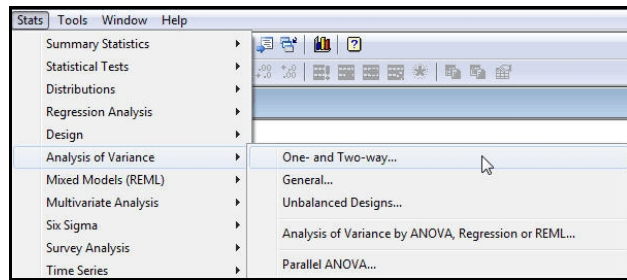 Stats Tools Window Help
Summary Statistics
Statistical Tests
Distributions
Regression Analysis
Design
Analysis of Variance
One- and Two-way...
Mixed Models (REML)
General...
Multivariate Analysis
Unbalanced Designs...
Six Sigma
Analysis of Variance by ANOVA, Regression or REML...
Survey Analysis
Parallel ANOVA...
Time Series